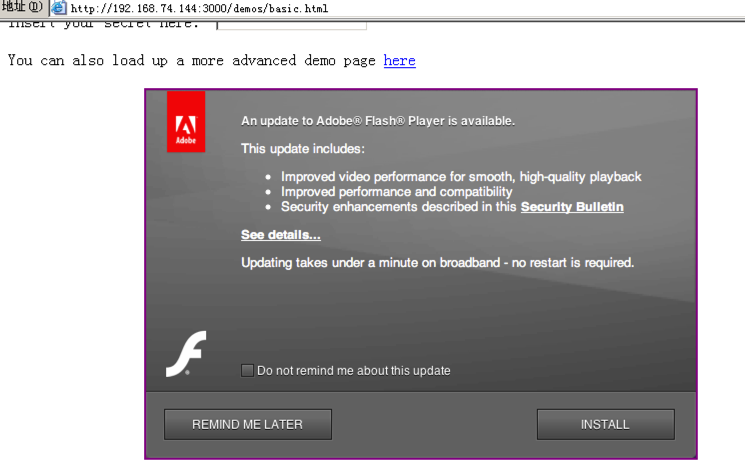 地址(D) http://192.168.74.144:3000/demos/basic.html
Insert your secret here:
You can also load up a more advanced demo page here
Adobe
An update to Adobe® Flash® Player is available.
This update includes:
• Improved video performance for smooth, high-quality playback
• Improved performance and compatibility
• Security enhancements described in this Security Bulletin
See details...
Updating takes under a minute on broadband - no restart is required.
Do not remind me about this update
REMIND ME LATER INSTALL